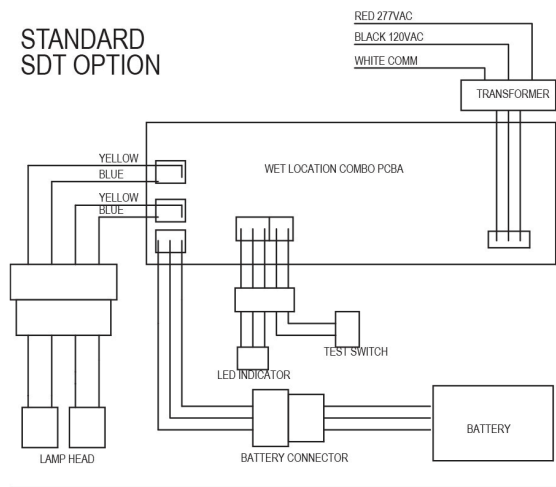 STANDARD
SDT OPTION
RED 277VAC
BLACK 120VAC
WHITE COMM
TRANSFORMER
YELLOW
BLUE
WET LOCATION COMBO PCBA
YELLOW
BLUE
TEST SWITCH
LED INDICATOR
BATTERY
LAMP HEAD
BATTERY CONNECTOR